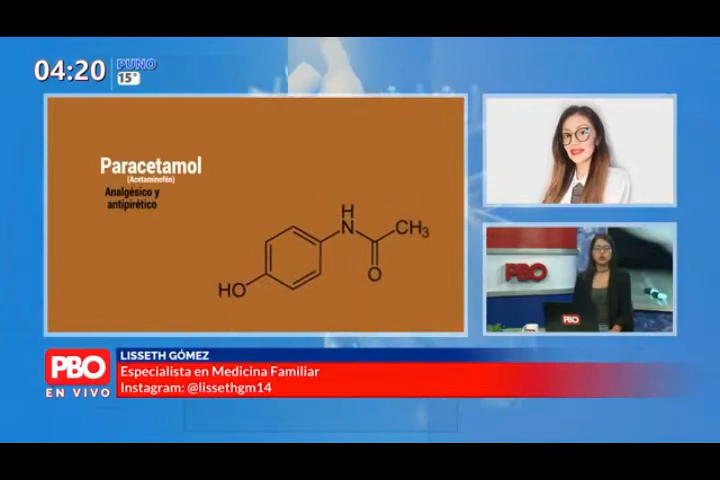 04:20
PUNO
15°
Paracetamol
(Acetaminofén)
Analgésico y
antipirético
H
N
CH₃
O
HO
PBO
PBO
PBO
EN VIVO
LISSETH GÓMEZ
Especialista en Medicina Familiar
Instagram: @lissethgm14